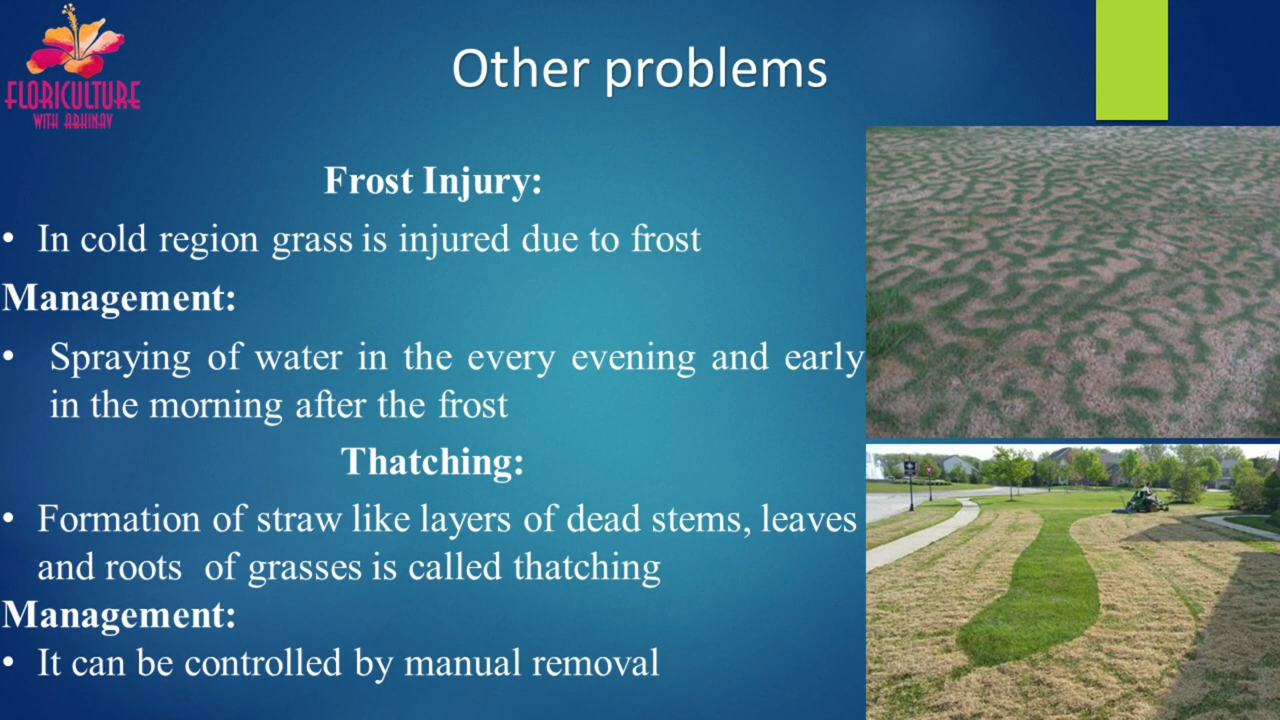 FLORICULTURE
WITH ABHINAV
Other problems
Frost Injury:
• In cold region grass is injured due to frost
Management:
• Spraying of water in the every evening and early
in the morning after the frost
Thatching:
• Formation of straw like layers of dead stems, leaves
and roots of grasses is called thatching
Management:
• It can be controlled by manual removal